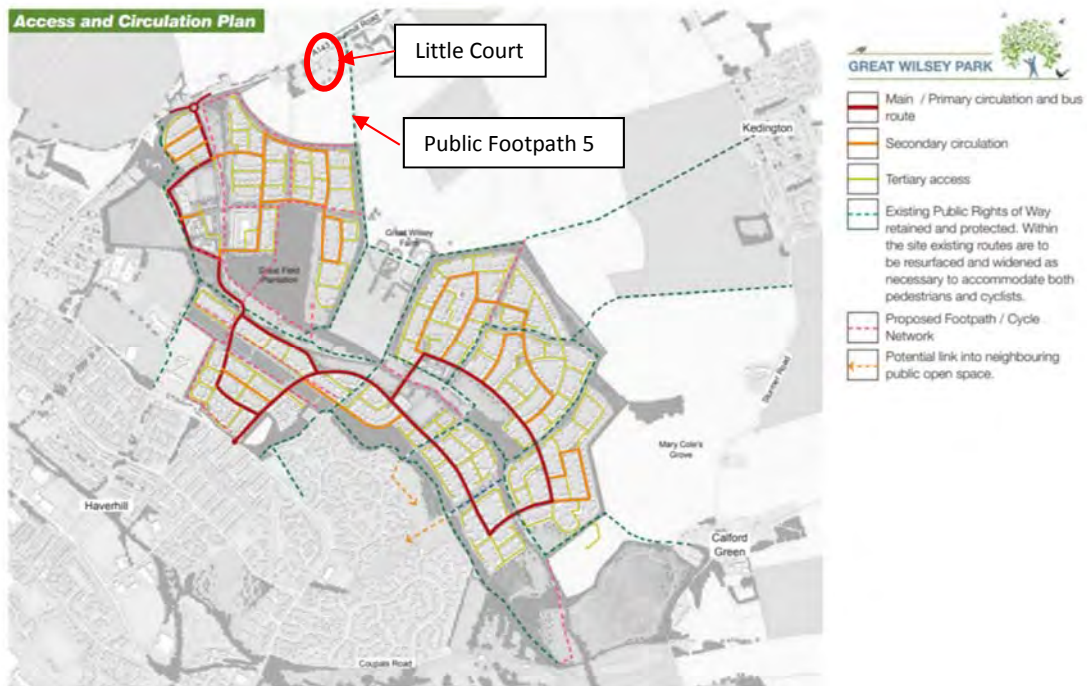 Access and Circulation Plan
Little Court
Public Footpath 5
A143
Road
Kedington
Great Wilsey
Farm
Field
Plantation
Haverhill
Mary Cole's
Grove
Calford
Green
Coupals Road
GREAT WILSEY PARK
Main / Primary circulation and bus
route
Secondary circulation
Tertiary access
Existing Public Rights of Way
retained and protected. Within
the site existing routes are to
be resurfaced and widened as
necessary to accommodate both
pedestrians and cyclists.
Proposed Footpath / Cycle
Network
Potential link into neighbouring
public open space.